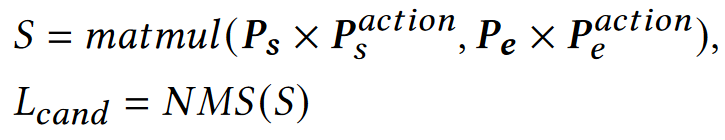 S = matmul(P_s × P_s^{action}, P_e × P_e^{action}),
L_{cand} = NMS(S)